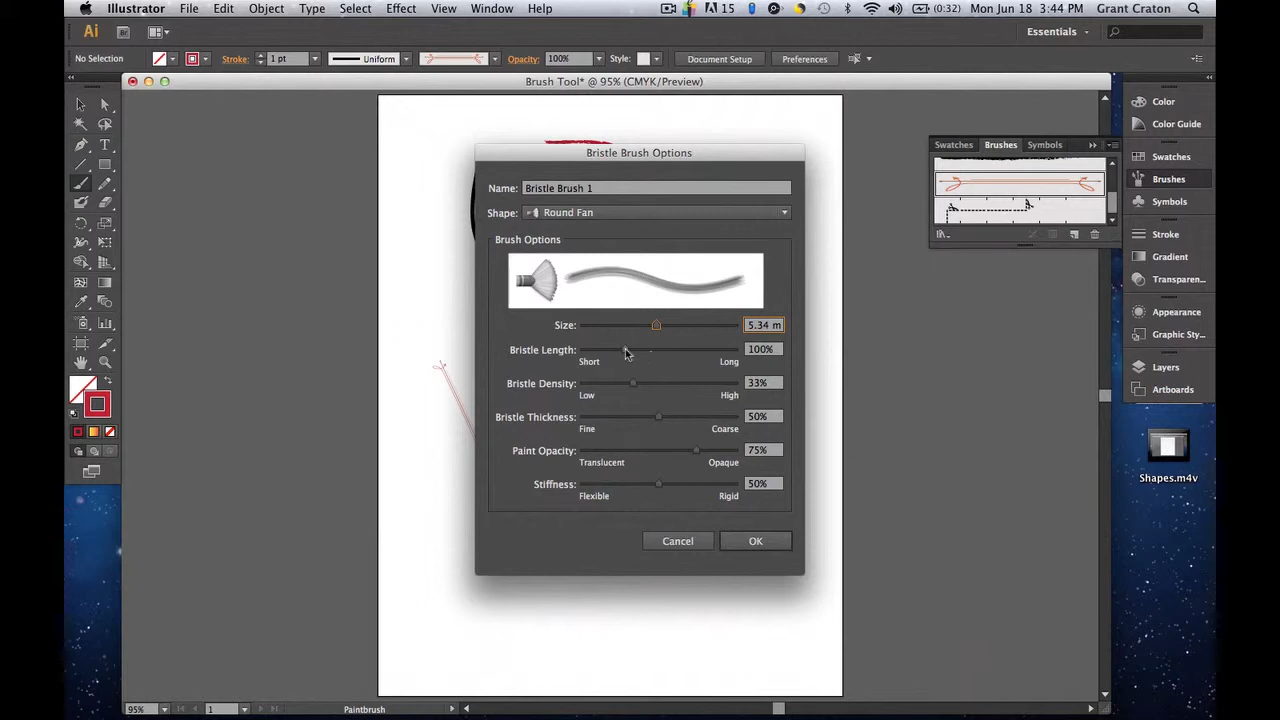 Illustrator File Edit Object Type Select Effect View Window Help 15 (0:32) Mon Jun 18 3:44 PM Grant Craton
Ai Br Essentials
No Selection Stroke: 1 pt Uniform Opacity: 100% Style: Document Setup Preferences
Brush Tool* @ 95% (CMYK/Preview)
Color
Color Guide
Swatches Brushes Symbols
Swatches
Brushes
Symbols
Stroke
Gradient
Transparen...
Appearance
Graphic Sty...
Layers
Artboards
Shapes.m4v
Bristle Brush Options
Name: Bristle Brush 1
Shape: Round Fan
Brush Options
Size: 5.34 m
Bristle Length: 100%
Short Long
Bristle Density: 33%
Low High
Bristle Thickness: 50%
Fine Coarse
Paint Opacity: 75%
Translucent Opaque
Stiffness: 50%
Flexible Rigid
Cancel OK
95% 1 Paintbrush